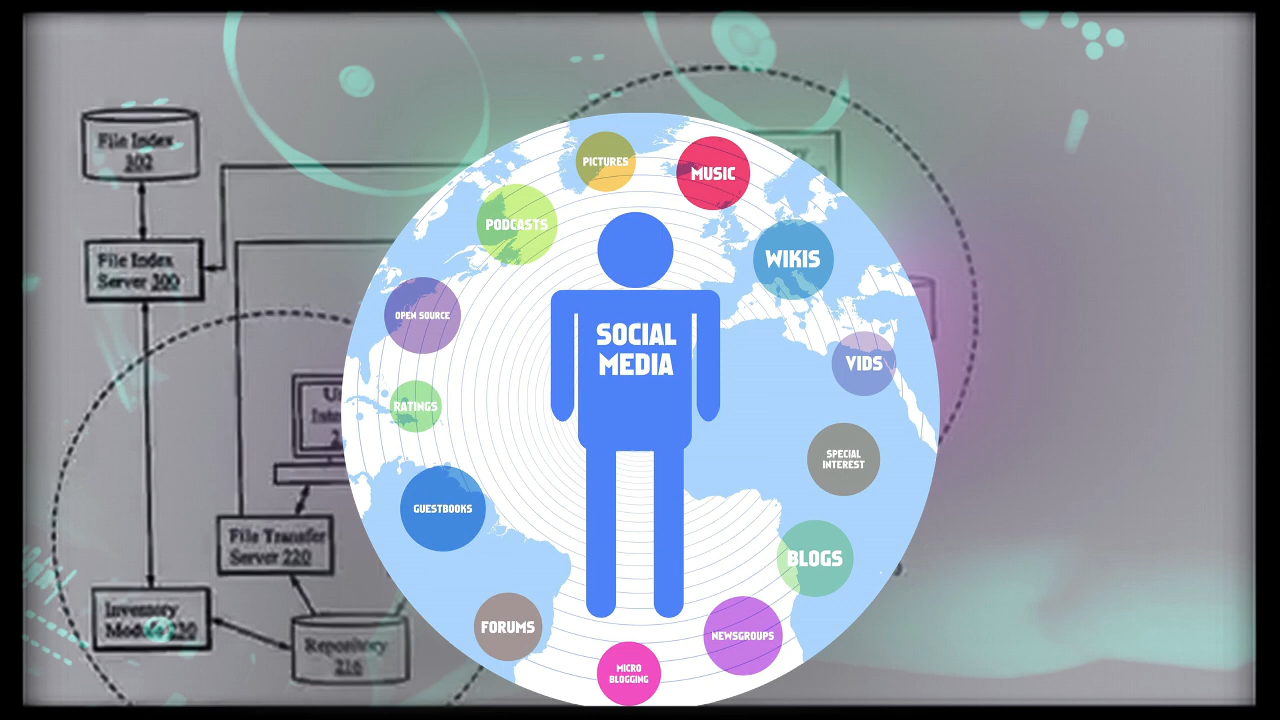 File Index
302
File Index
Server 300
File Transfer
Server 220
Inventory
Module 230
Repository
216
PICTURES
MUSIC
PODCASTS
WIKIS
OPEN SOURCE
SOCIAL
MEDIA
VIDS
RATINGS
SPECIAL
INTEREST
GUESTBOOKS
BLOGS
FORUMS
NEWSGROUPS
MICRO
BLOGGING